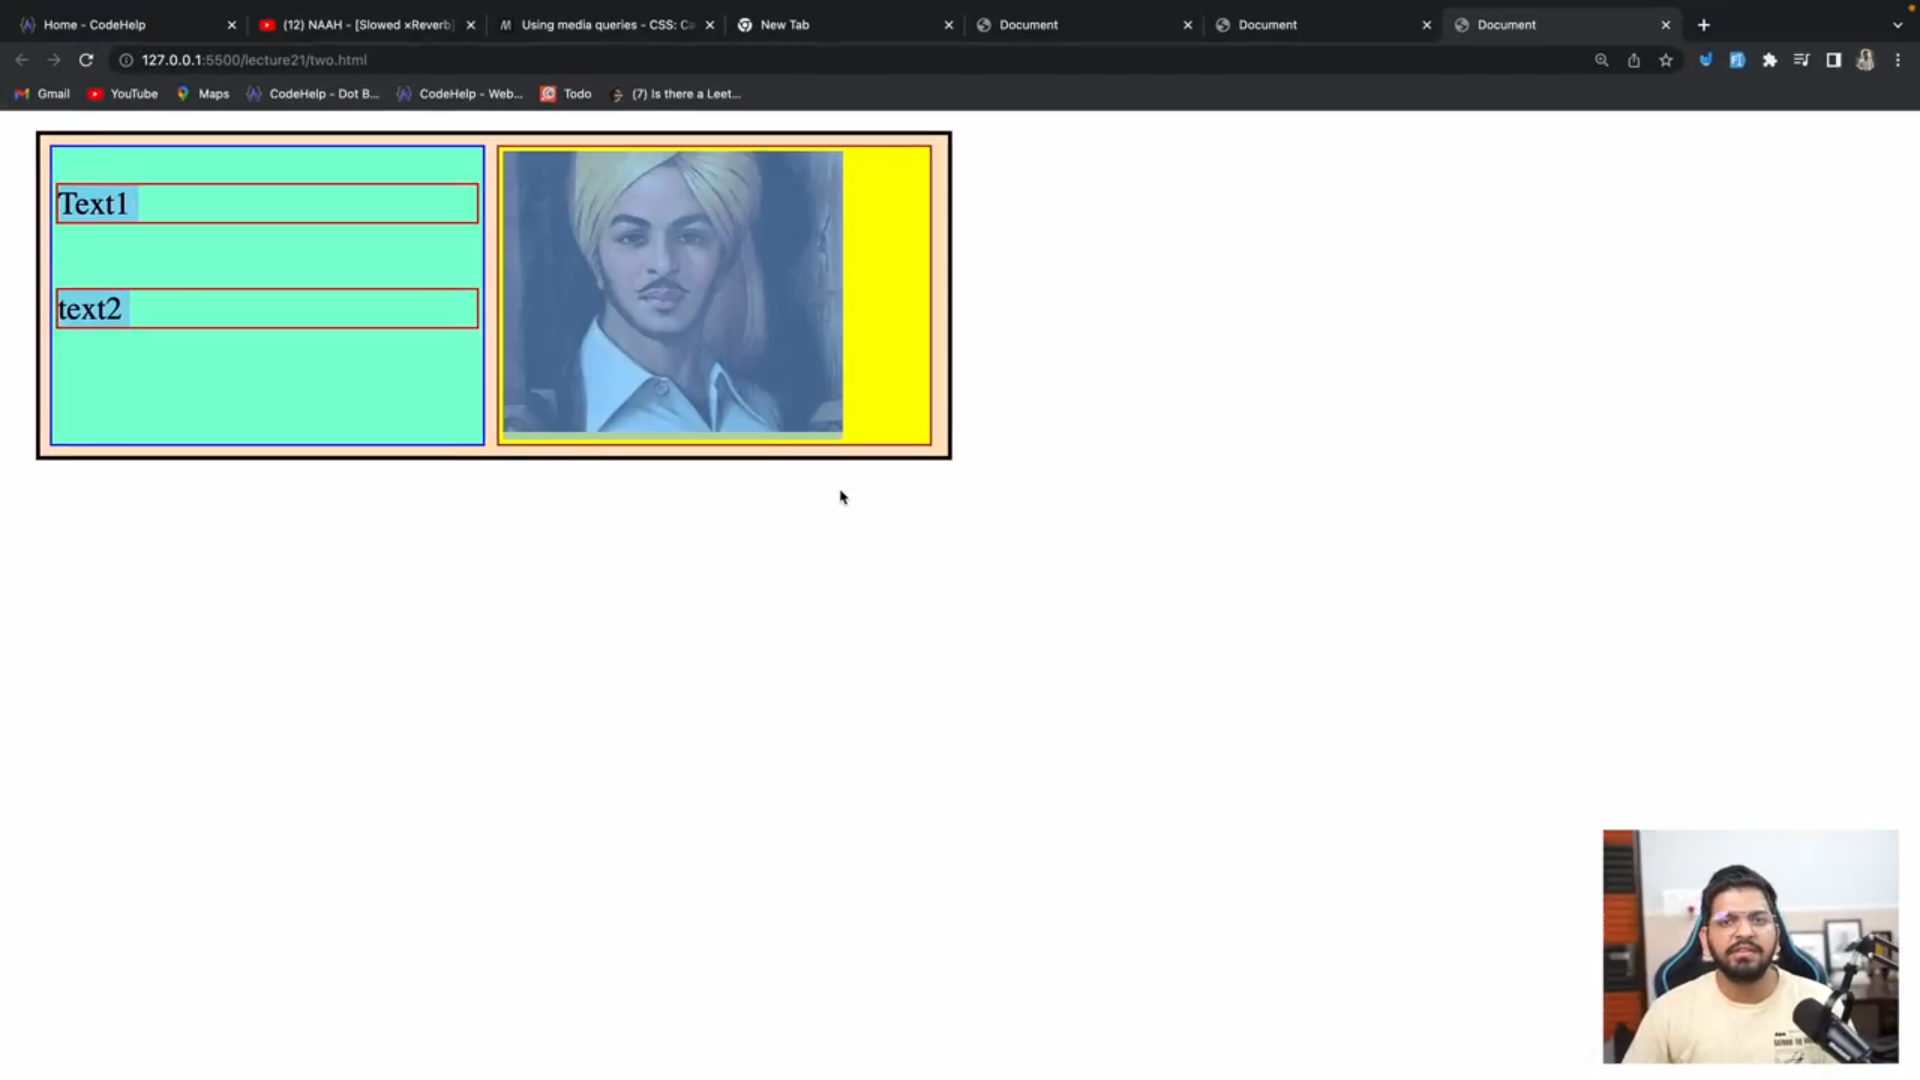 Home - CodeHelp
(12) NAAH - [Slowed ×Reverb]
Using media queries - CSS: Ca
New Tab
Document
Document
Document
127.0.0.1:5500/lecture21/two.html
Gmail
YouTube
Maps
CodeHelp - Dot B...
CodeHelp - Web...
Todo
(7) Is there a Leet...
Text1
text2